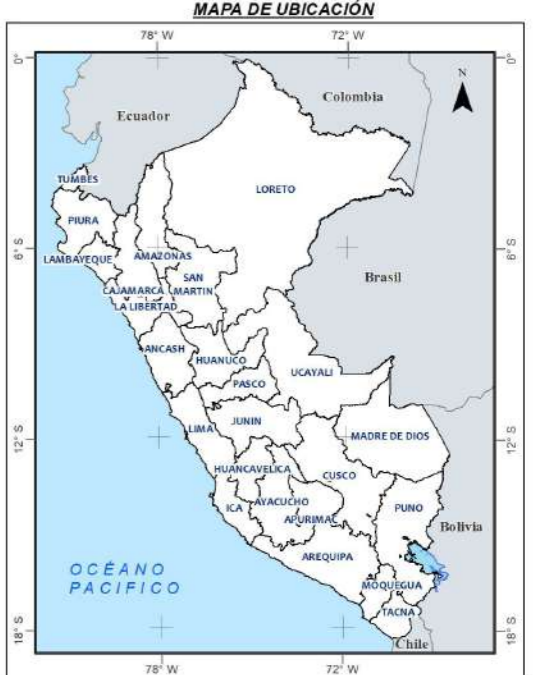 MAPA DE UBICACIÓN
78° W
72° W
0°
0°
N
Ecuador
Colombia
TUMBES
LORETO
PIURA
6° S
6° S
LAMBAYEQUE
AMAZONAS
SAN
MARTIN
Brasil
CAJAMARCA
LA LIBERTAD
ANCASH
HUANUCO
UCAYALI
PASCO
LIMA
JUNIN
12° S
12° S
MADRE DE DIOS
HUANCAVELICA
CUSCO
ICA
AYACUCHO
PUNO
APURIMAC
Bolivia
AREQUIPA
OCÉANO
PACIFICO
MOQUEGUA
TACNA
18° S
18° S
Chile
78° W
72° W